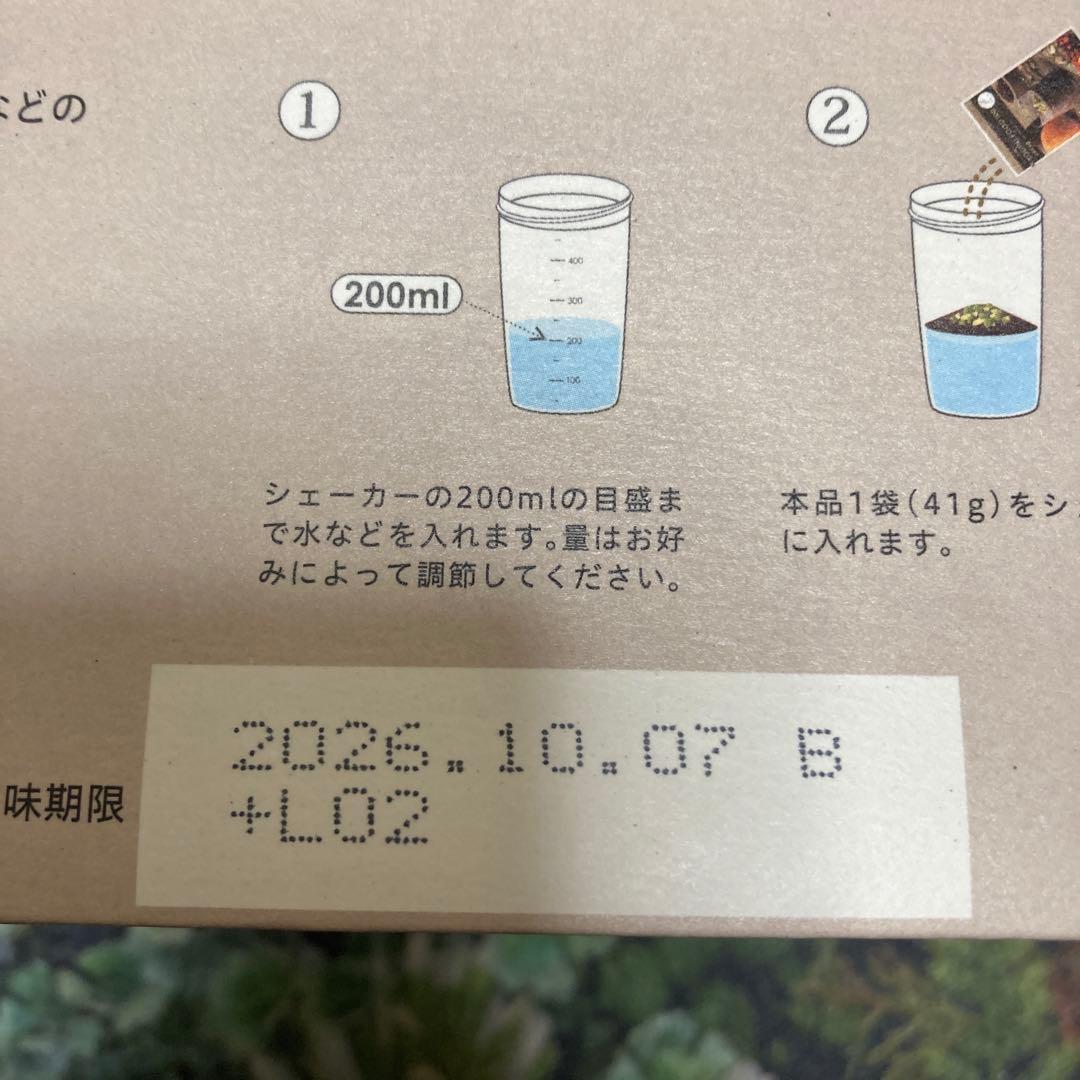 などの
1
2
400
300
200ml
200
100
シェーカーの200mlの目盛ま
で水などを入れます。量はお好
みによって調節してください。
本品1袋(41g)をシ
に入れます。
2026.10.07 B
味期限
+L02